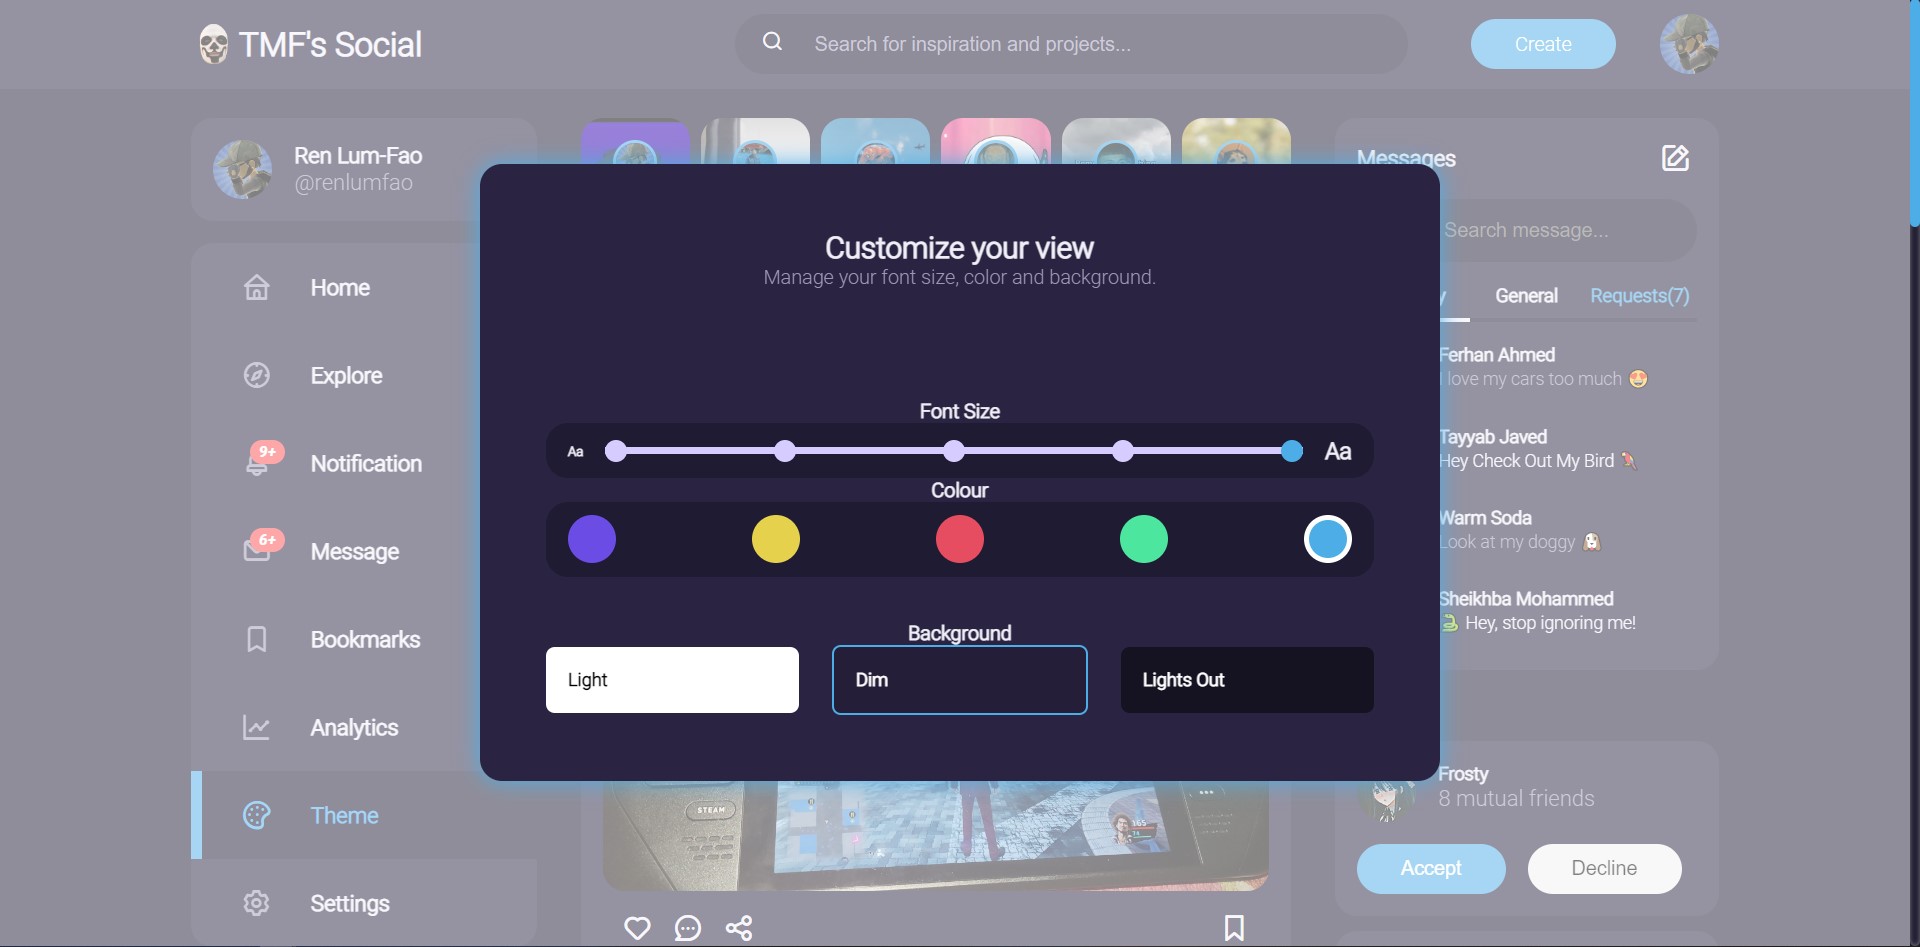 TMF's Social
Search for inspiration and projects...
Create
Ren Lum-Fao
@renlumfao
Home
Explore
9+
Notification
6+
Message
Bookmarks
Analytics
Theme
Settings
Customize your view
Manage your font size, color and background.
Font Size
Aa
Aa
Colour
Background
Light
Dim
Lights Out
STEAM
Messages
Search message...
General
Requests(7)
Ferhan Ahmed
I love my cars too much 😍
Tayyab Javed
Hey Check Out My Bird 🦜
Warm Soda
Look at my doggy 🐶
Sheikhba Mohammed
🐍 Hey, stop ignoring me!
Frosty
8 mutual friends
Accept
Decline